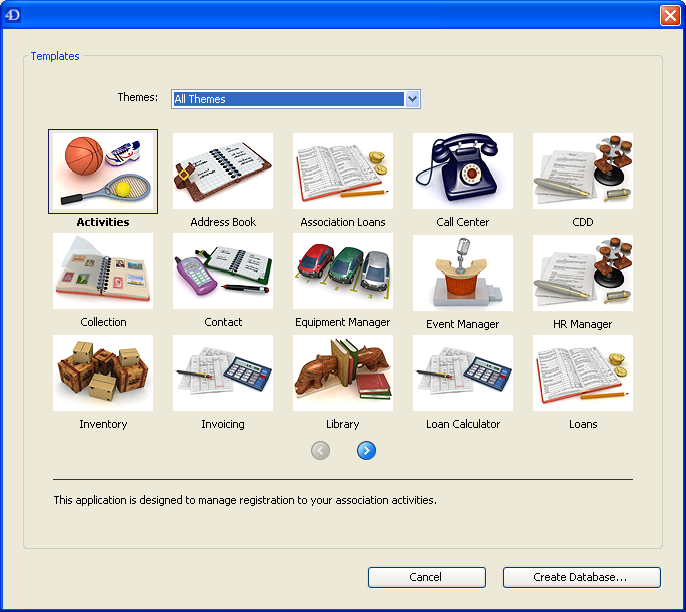 4D
Templates
Themes: All Themes
Activities Address Book Association Loans Call Center CDD
Collection Contact Equipment Manager Event Manager HR Manager
Inventory Invoicing Library Loan Calculator Loans
This application is designed to manage registration to your association activities.
Cancel Create Database...